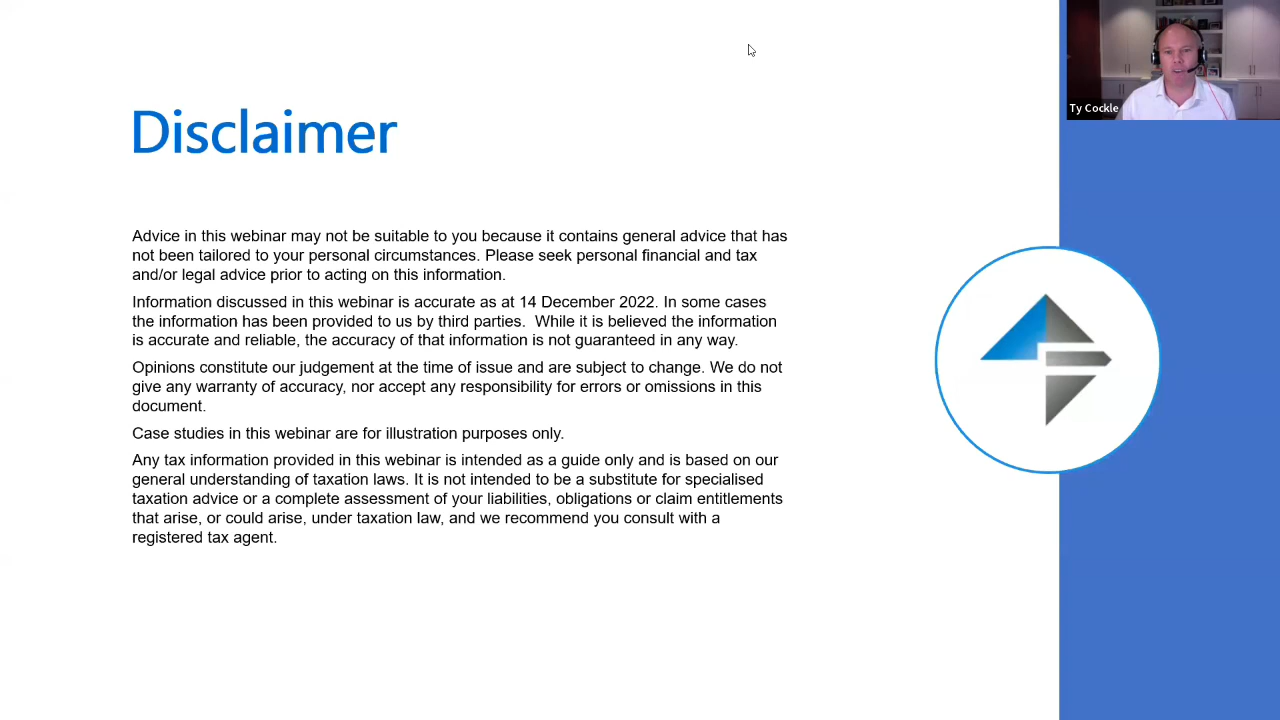 Disclaimer
Ty Cockle
Advice in this webinar may not be suitable to you because it contains general advice that has
not been tailored to your personal circumstances. Please seek personal financial and tax
and/or legal advice prior to acting on this information.
Information discussed in this webinar is accurate as at 14 December 2022. In some cases
the information has been provided to us by third parties.  While it is believed the information
is accurate and reliable, the accuracy of that information is not guaranteed in any way.
Opinions constitute our judgement at the time of issue and are subject to change. We do not
give any warranty of accuracy, nor accept any responsibility for errors or omissions in this
document.
Case studies in this webinar are for illustration purposes only.
Any tax information provided in this webinar is intended as a guide only and is based on our
general understanding of taxation laws. It is not intended to be a substitute for specialised
taxation advice or a complete assessment of your liabilities, obligations or claim entitlements
that arise, or could arise, under taxation law, and we recommend you consult with a
registered tax agent.